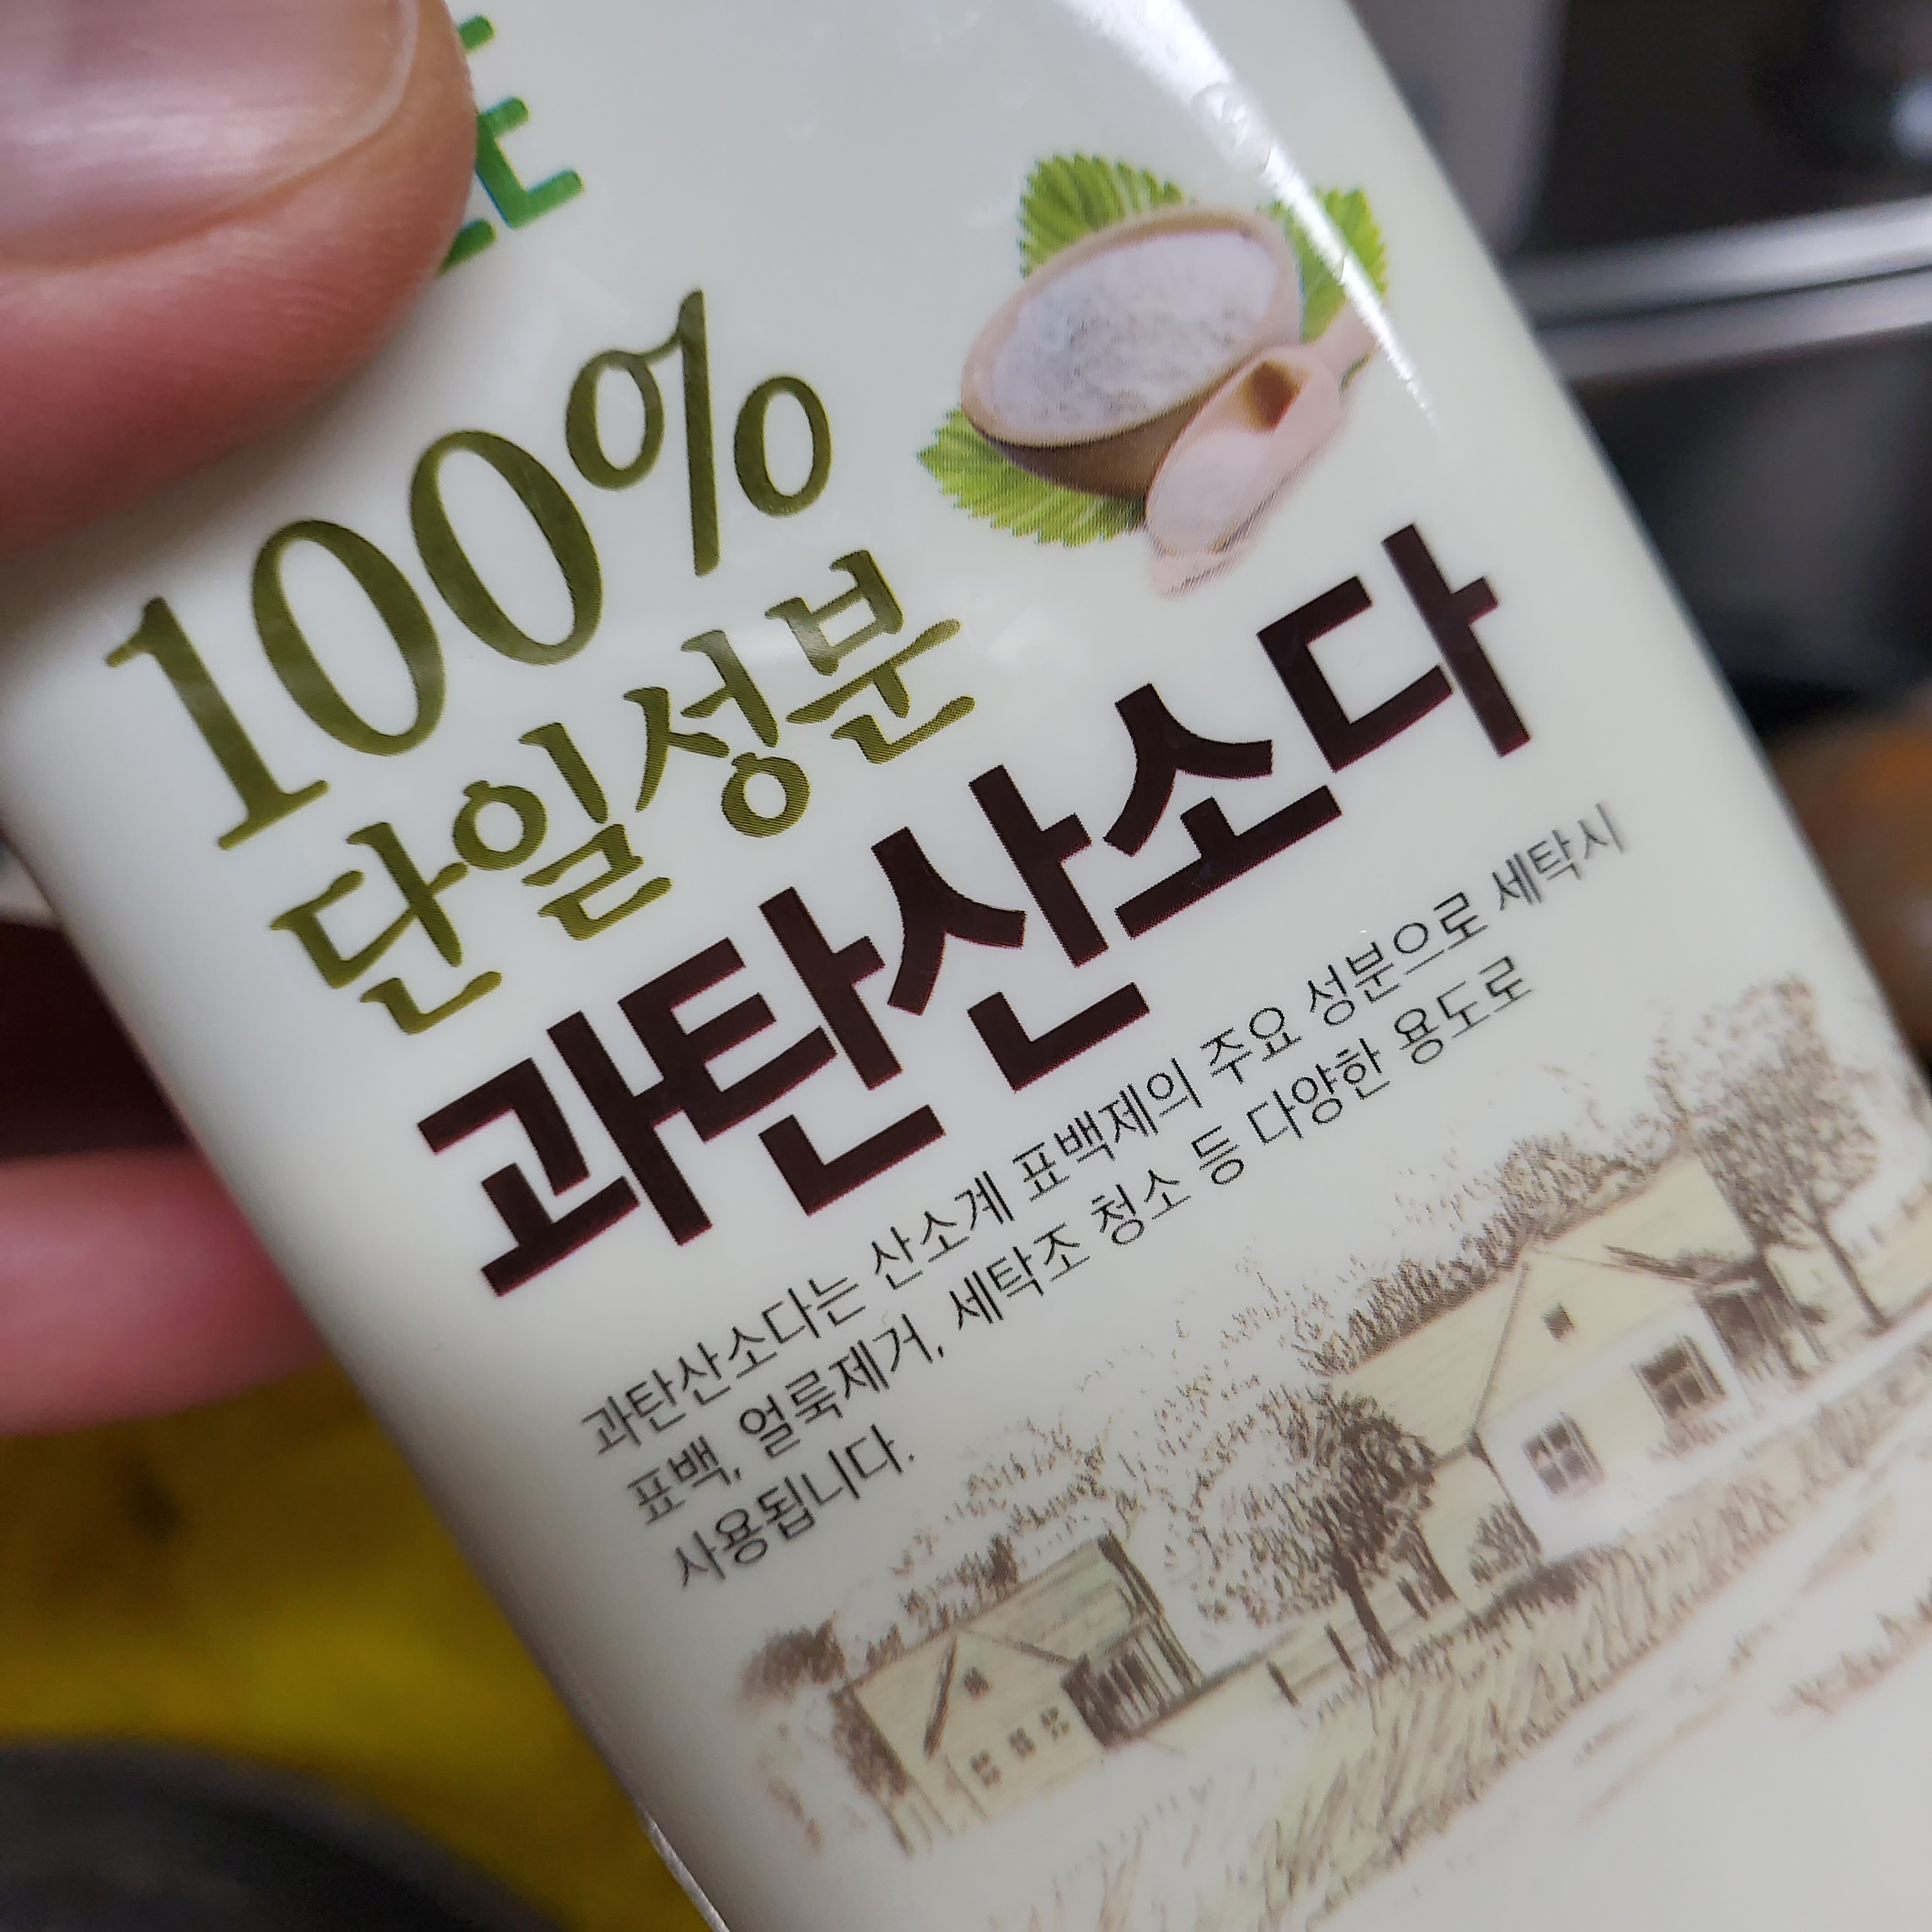 100%
단일성분
과탄산소다
과탄산소다는 산소계 표백제의 주요 성분으로 세탁시
표백, 얼룩제거, 세탁조 청소 등 다양한 용도로
사용됩니다.